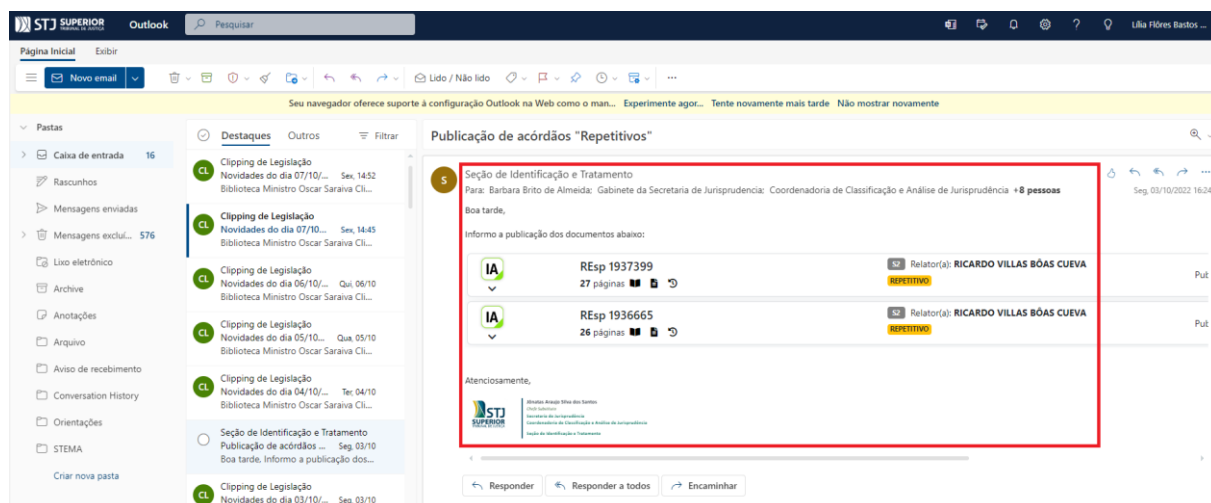 STJ SUPERIOR TRIBUNAL DE JUSTIÇA Outlook Pesquisar Lília Flôres Bastos ...
Página Inicial Exibir
Novo email Lido / Não lido ...
Seu navegador oferece suporte à configuração Outlook na Web como o man... Experimente agor... Tente novamente mais tarde Não mostrar novamente
Pastas
Caixa de entrada 16
Rascunhos
Mensagens enviadas
Mensagens excluí... 576
Lixo eletrônico
Archive
Anotações
Arquivo
Aviso de recebimento
Conversation History
Orientações
STEMA
Criar nova pasta
Destaques Outros Filtrar
CL Clipping de Legislação
Novidades do dia 07/10/... Sex, 14:52
Biblioteca Ministro Oscar Saraiva Cli...
CL Clipping de Legislação
Novidades do dia 07/10... Sex, 14:45
Biblioteca Ministro Oscar Saraiva Cli...
CL Clipping de Legislação
Novidades do dia 06/10/... Qui, 06/10
Biblioteca Ministro Oscar Saraiva Cli...
CL Clipping de Legislação
Novidades do dia 05/10... Qua, 05/10
Biblioteca Ministro Oscar Saraiva Cli...
CL Clipping de Legislação
Novidades do dia 04/10/... Ter, 04/10
Biblioteca Ministro Oscar Saraiva Cli...
Seção de Identificação e Tratamento
Publicação de acórdãos ... Seg, 03/10
Boa tarde, Informo a publicação dos...
CL Clipping de Legislação
Novidades do dia 03/10/... Seg, 03/10
Publicação de acórdãos "Repetitivos"
S Seção de Identificação e Tratamento
Para: Barbara Brito de Almeida; Gabinete da Secretaria de Jurisprudencia; Coordenadoria de Classificação e Análise de Jurisprudência +8 pessoas
Seg, 03/10/2022 16:24
Boa tarde,
Informo a publicação dos documentos abaixo:
IA REsp 1937399 S2 Relator(a): RICARDO VILLAS BÔAS CUEVA
27 páginas REPETITIVO Put
IA REsp 1936665 S2 Relator(a): RICARDO VILLAS BÔAS CUEVA
26 páginas REPETITIVO Put
Atenciosamente,
STJ
SUPERIOR
TRIBUNAL DE JUSTIÇA
Jônatas Araujo Silva dos Santos
Chefe Substituto
Secretaria de Jurisprudência
Coordenadoria de Classificação e Análise de Jurisprudência
Seção de Identificação e Tratamento
Responder Responder a todos Encaminhar